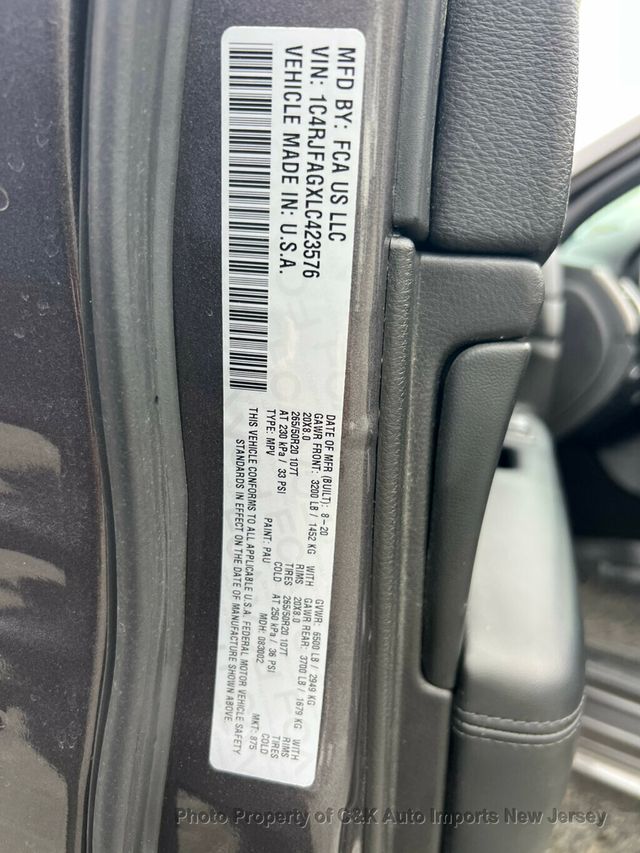 MFD BY: FCA US LLC
VIN: 1C4RJFAGXLC423576
VEHICLE MADE IN: U.S.A.
DATE OF MFR (BUILT): 8-20 GVWR: 6500 LB / 2949 KG
GAWR FRONT: 3200 LB / 1452 KG WITH GAWR REAR: 3700 LB / 1679 KG WITH
20X8.0 RIMS 20X8.0 RIMS
265/50R20 107T TIRES 265/50R20 107T TIRES
AT 230 kPa / 33 PSI COLD AT 250 kPa / 36 PSI COLD
TYPE: MPV PAINT: PAU MDH: 083002 MKT: 875
THIS VEHICLE CONFORMS TO ALL APPLICABLE U.S.A. FEDERAL MOTOR VEHICLE SAFETY
STANDARDS IN EFFECT ON THE DATE OF MANUFACTURE SHOWN ABOVE.
Photo Property of C&K Auto Imports New Jersey